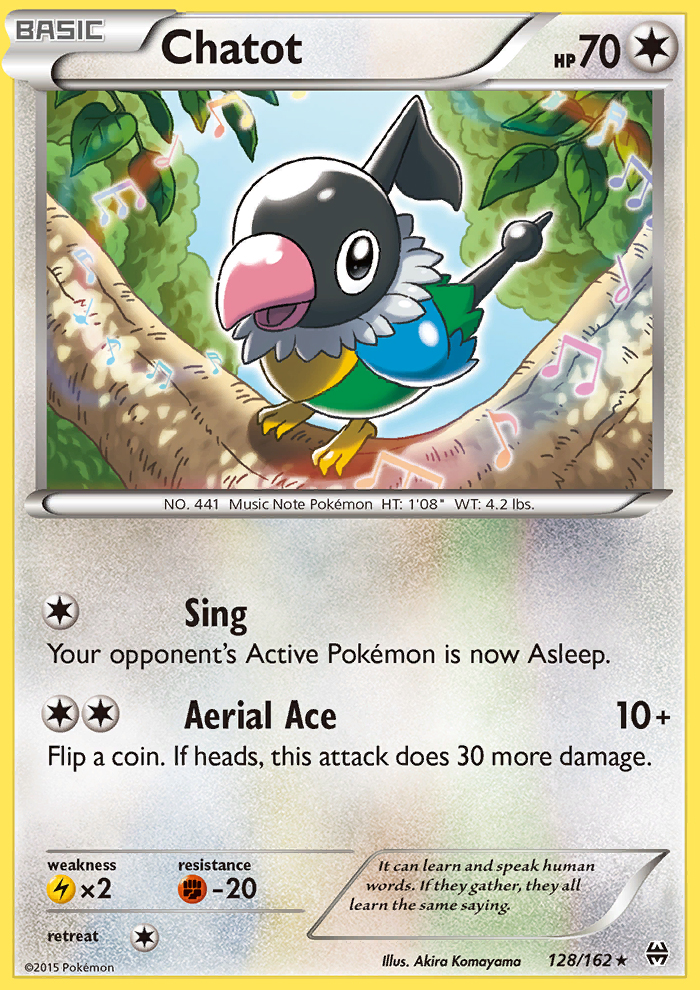 BASIC
Chatot
HP70
NO. 441 Music Note Pokémon HT: 1'08" WT: 4.2 lbs.
Sing
Your opponent's Active Pokémon is now Asleep.
Aerial Ace 10+
Flip a coin. If heads, this attack does 30 more damage.
weakness resistance
×2 -20
It can learn and speak human
words. If they gather, they all
learn the same saying.
retreat
Illus. Akira Komayama 128/162 ★
©2015 Pokémon